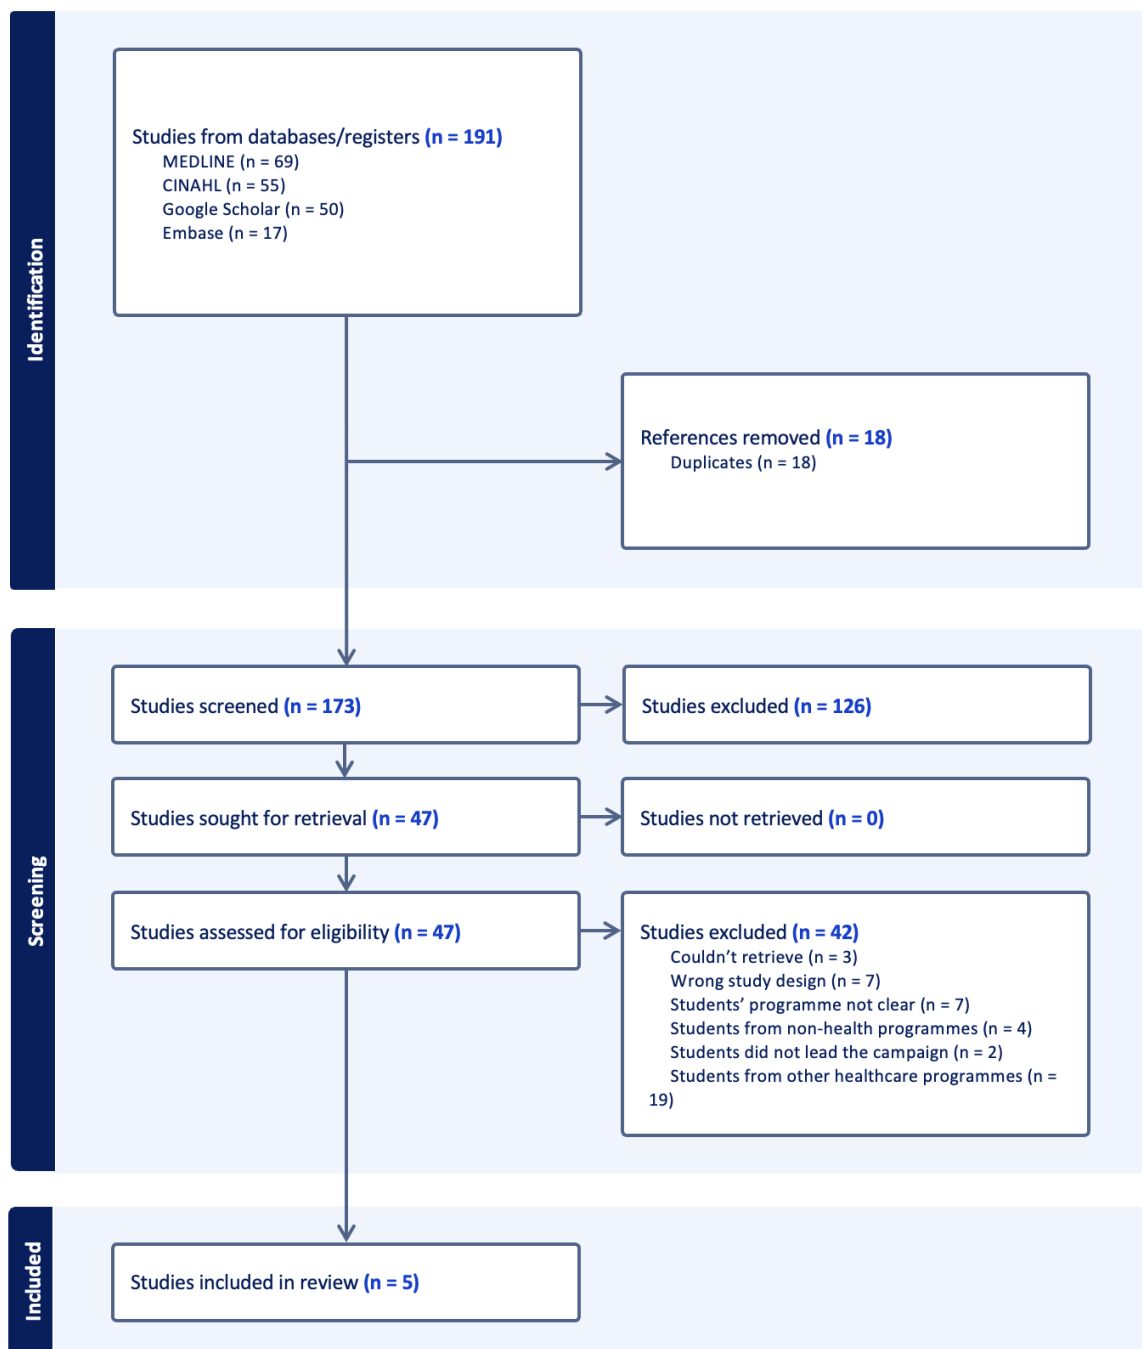 Identification
Studies from databases/registers (n = 191)
MEDLINE (n = 69)
CINAHL (n = 55)
Google Scholar (n = 50)
Embase (n = 17)
References removed (n = 18)
Duplicates (n = 18)
Screening
Studies screened (n = 173)
Studies excluded (n = 126)
Studies sought for retrieval (n = 47)
Studies not retrieved (n = 0)
Studies assessed for eligibility (n = 47)
Studies excluded (n = 42)
Couldn’t retrieve (n = 3)
Wrong study design (n = 7)
Students’ programme not clear (n = 7)
Students from non-health programmes (n = 4)
Students did not lead the campaign (n = 2)
Students from other healthcare programmes (n =
19)
Included
Studies included in review (n = 5)